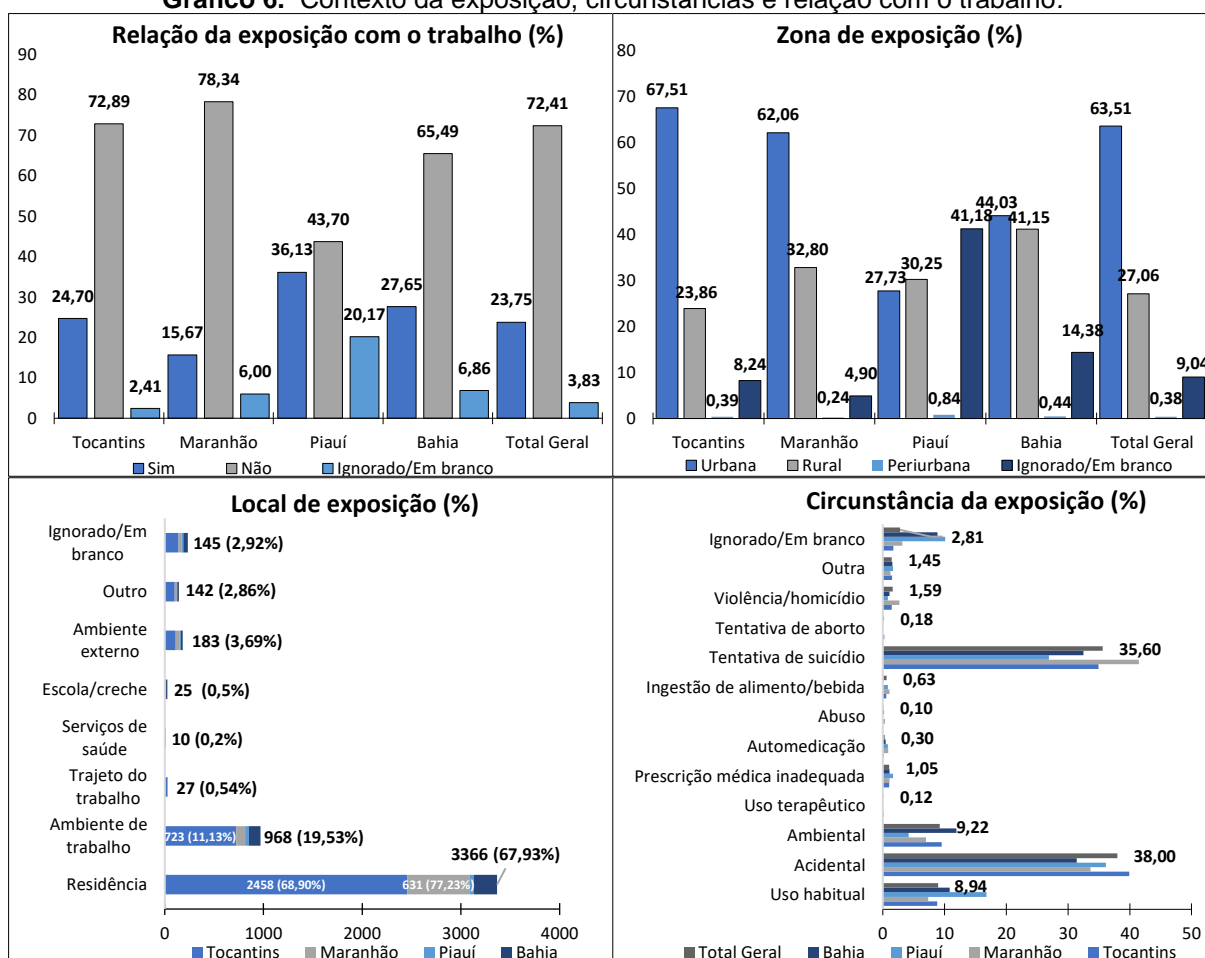 Gráfico 6. Contexto da exposição, circunstâncias e relação com o trabalho.
Relação da exposição com o trabalho (%)
90
80
70
60
50
40
30
20
10
0
72,89
78,34
43,70
65,49
72,41
24,70
15,67
36,13
27,65
23,75
2,41
6,00
20,17
6,86
3,83
Tocantins Maranhão Piauí Bahia Total Geral
Sim Não Ignorado/Em branco
Zona de exposição (%)
80
70
60
50
40
30
20
10
0
67,51
62,06
27,73
44,03
63,51
23,86
32,80
30,25
41,15
27,06
0,39
0,24
0,84
0,44
0,38
8,24
4,90
41,18
14,38
9,04
Tocantins Maranhão Piauí Bahia Total Geral
Urbana Rural Periurbana Ignorado/Em branco
Local de exposição (%)
Ignorado/Em
branco
145 (2,92%)
Outro 142 (2,86%)
Ambiente
externo
183 (3,69%)
Escola/creche 25 (0,5%)
Serviços de
saúde
10 (0,2%)
Trajeto do
trabalho
27 (0,54%)
Ambiente de
trabalho
723 (11,13%) 968 (19,53%)
3366 (67,93%)
Residência 2458 (68,90%) 631 (77,23%)
0 1000 2000 3000 4000
Tocantins Maranhão Piauí Bahia
Circunstância da exposição (%)
Ignorado/Em branco 2,81
Outra 1,45
Violência/homicídio 1,59
Tentativa de aborto 0,18
Tentativa de suicídio 35,60
Ingestão de alimento/bebida 0,63
Abuso 0,10
Automedicação 0,30
Prescrição médica inadequada 1,05
Uso terapêutico 0,12
Ambiental 9,22
Acidental 38,00
Uso habitual 8,94
0 10 20 30 40 50
Total Geral Bahia Piauí Maranhão Tocantins